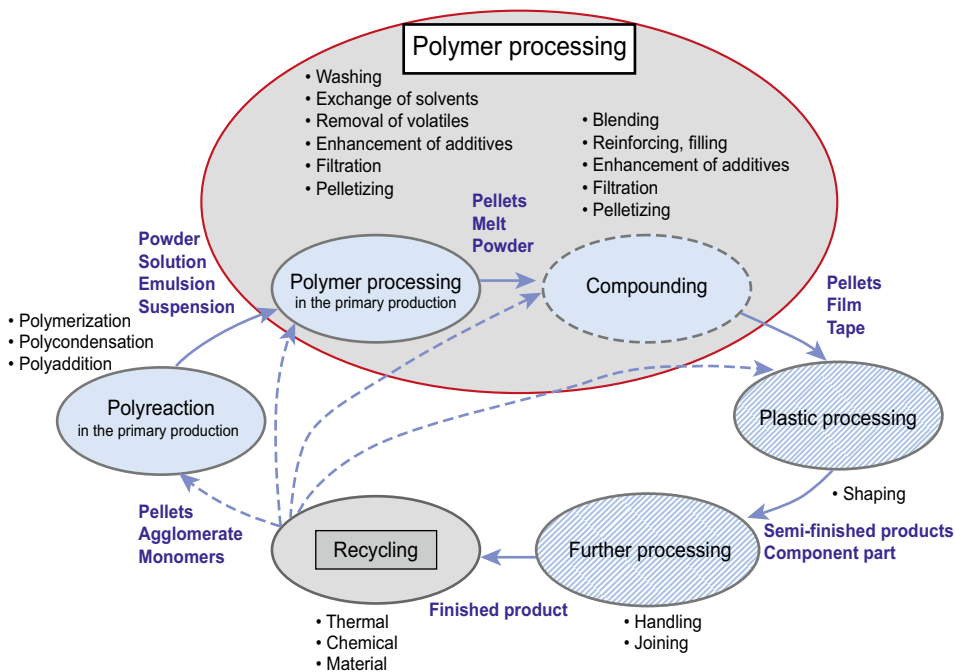 Polymer processing
• Washing
• Exchange of solvents
• Removal of volatiles
• Enhancement of additives
• Filtration
• Pelletizing
• Blending
• Reinforcing, filling
• Enhancement of additives
• Filtration
• Pelletizing
Pellets
Melt
Powder
Powder
Solution
Emulsion
Suspension
Polymer processing
in the primary production
Compounding
Pellets
Film
Tape
• Polymerization
• Polycondensation
• Polyaddition
Polyreaction
in the primary production
Plastic processing
• Shaping
Pellets
Agglomerate
Monomers
Recycling
Further processing
Semi-finished products
Component part
Finished product
• Thermal
• Chemical
• Material
• Handling
• Joining